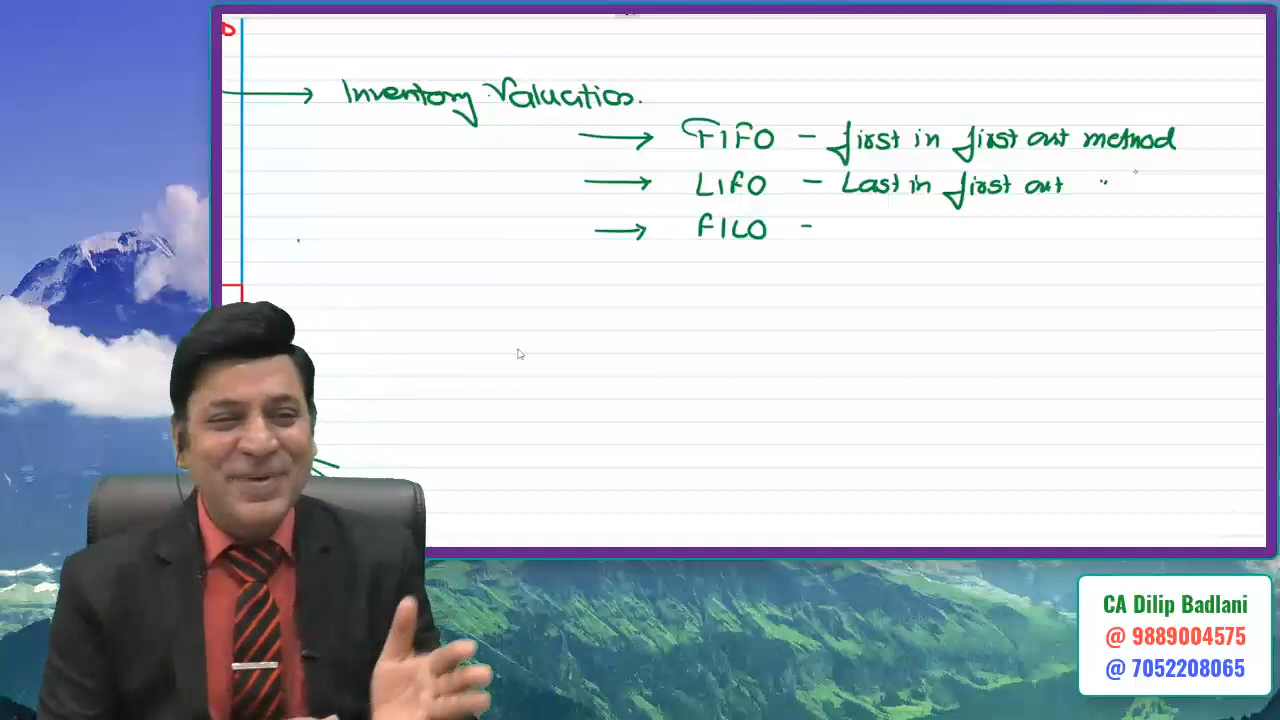 Inventory Valuation.
FIFO - first in first out method
LIFO - Last in first out "
FILO -
CA Dilip Badlani
@ 9889004575
@ 7052208065